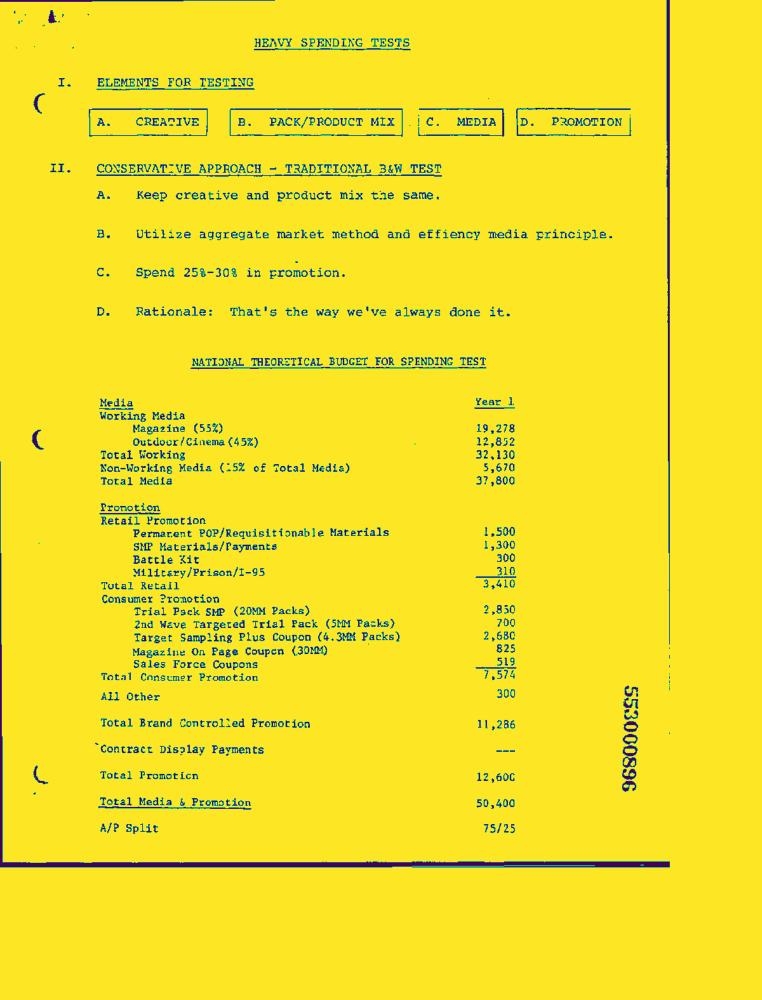 HEAVY SPENDING TESTS
I. ELEMENTS FOR TESTING
A. CREATIVE B. PACK/PRODUCT MIX C. MEDIA D. PROMOTION
II. CONSERVATIVE APPROACH - TRADITIONAL B&W TEST
A. Keep creative and product mix the same.
B. Utilize aggregate market method and effiency media principle.
C. Spend 25%-30% in promotion.
D. Rationale: That's the way we've always done it.
NATIONAL THEORETICAL BUDGET FOR SPENDING TEST
Media Year 1
Working Media
Magazine (55%) 19,278
Outdoor/Cinema (45%) 12,852
Total Working 32,130
Non-Working Media (15% of Total Media) 5,670
Total Media 37,800
Promotion
Retail Promotion
Permanent POP/Requisitionable Materials 1,500
SMP Materials/Payments 1,300
Battle Kit 300
Military/Prison/I-95 310
Total Retail 3,410
Consumer Promotion
Trial Pack SMP (20MM Packs) 2,850
2nd Wave Targeted Trial Pack (5MM Packs) 700
Target Sampling Plus Coupon (4.3MM Packs) 2,680
Magazine On Page Coupon (30MM) 825
Sales Force Coupons 519
Total Consumer Promotion 7,574
All Other 300
Total Brand Controlled Promotion 11,286
Contract Display Payments ---
Total Promotion 12,600
Total Media & Promotion 50,400
A/P Split 75/25
553000896